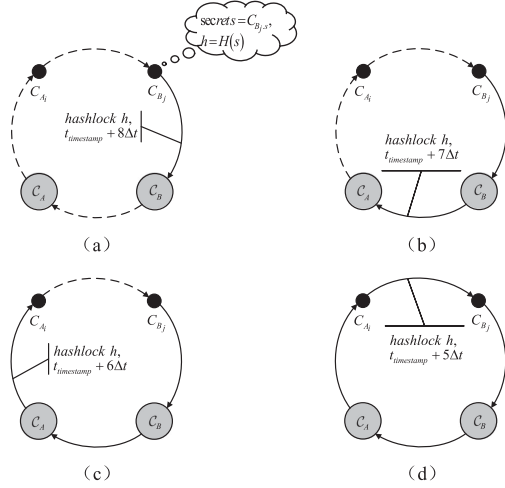 secrets=C_{B_j.s},
h=H(s)
C_{A_i}
C_{B_j}
hashlock h,
t_{timestamp} + 8Δt
𝒞_A
𝒞_B
（a）
C_{A_i}
C_{B_j}
hashlock h,
t_{timestamp} + 7Δt
𝒞_A
𝒞_B
（b）
C_{A_i}
C_{B_j}
hashlock h,
t_{timestamp} + 6Δt
𝒞_A
𝒞_B
（c）
C_{A_i}
C_{B_j}
hashlock h,
t_{timestamp} + 5Δt
𝒞_A
𝒞_B
（d）